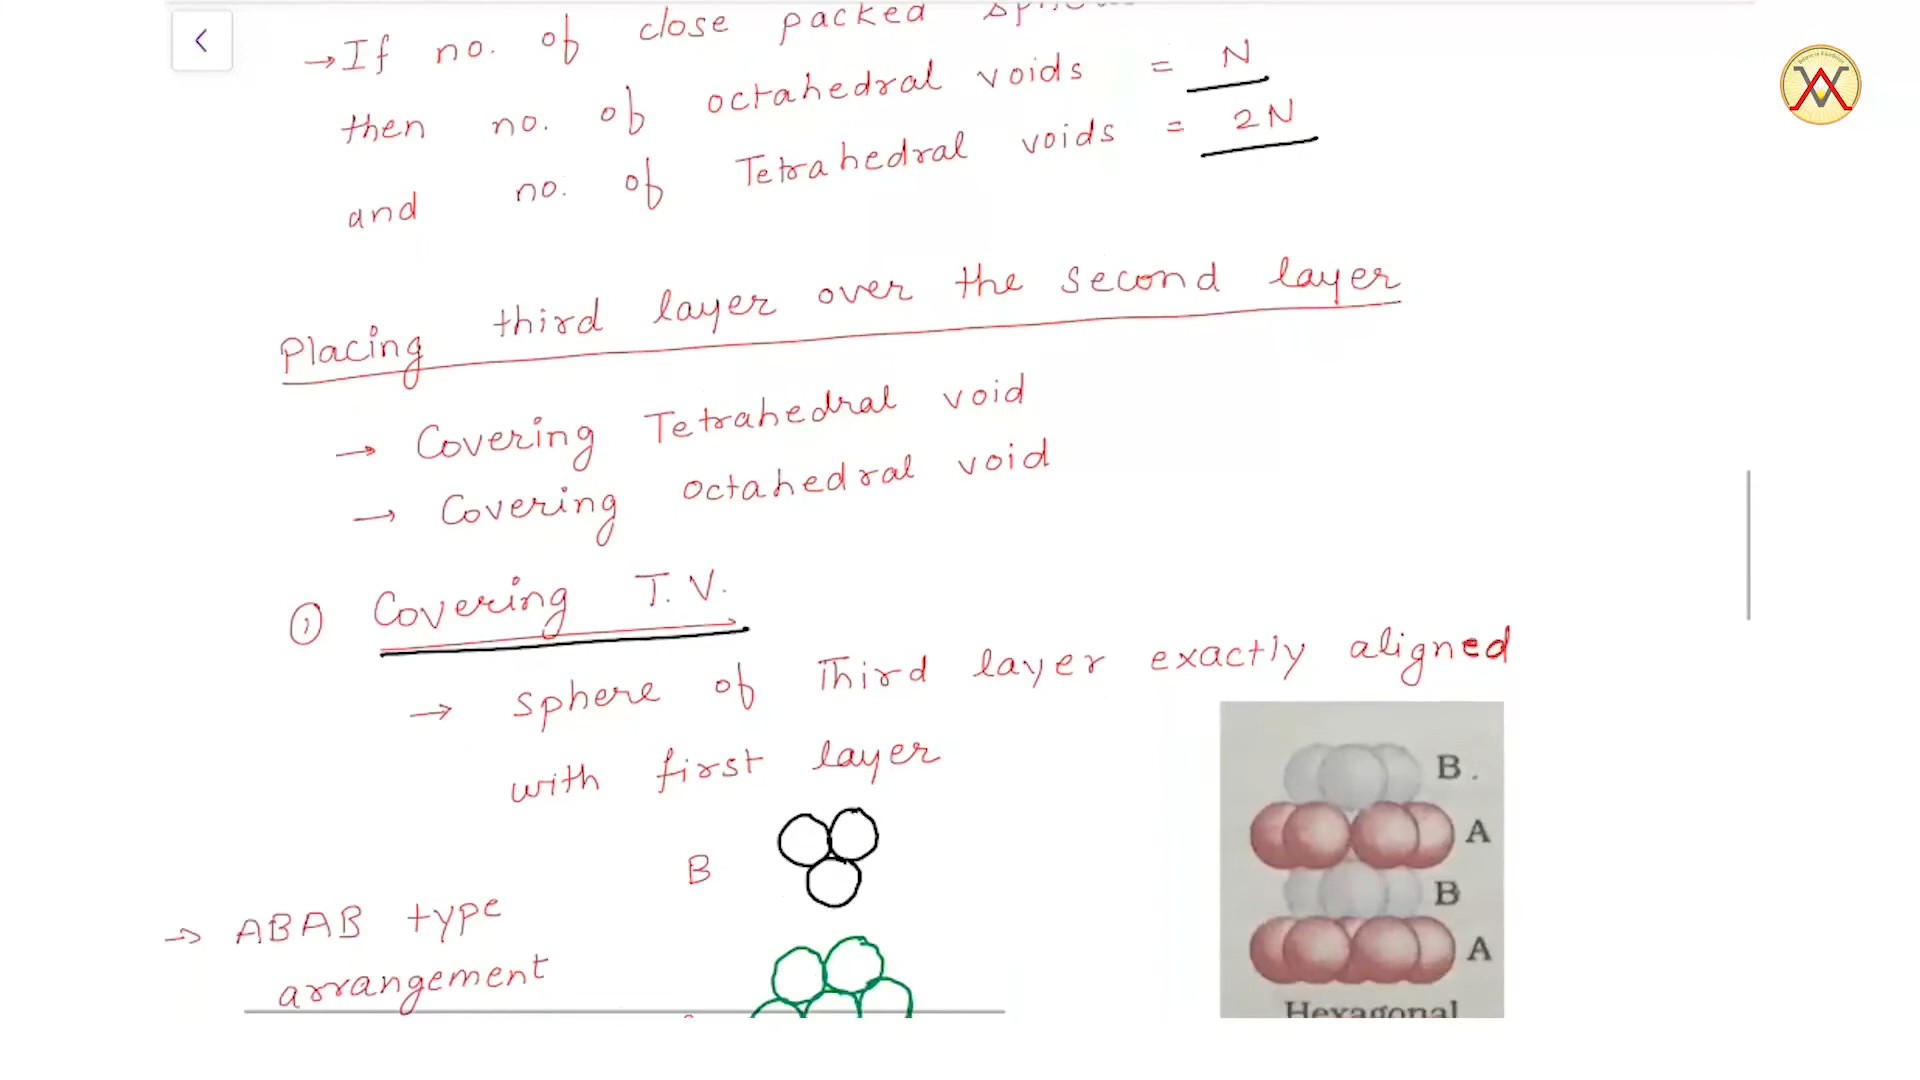 → If no. of close packed
then no. of octahedral voids = N
and no. of Tetrahedral voids = 2N
Placing third layer over the second layer
→ Covering Tetrahedral void
→ Covering octahedral void
① Covering T.V.
→ sphere of Third layer exactly aligned
with first layer
B
→ ABAB type
arrangement
B.
A
B
A
Hexagonal